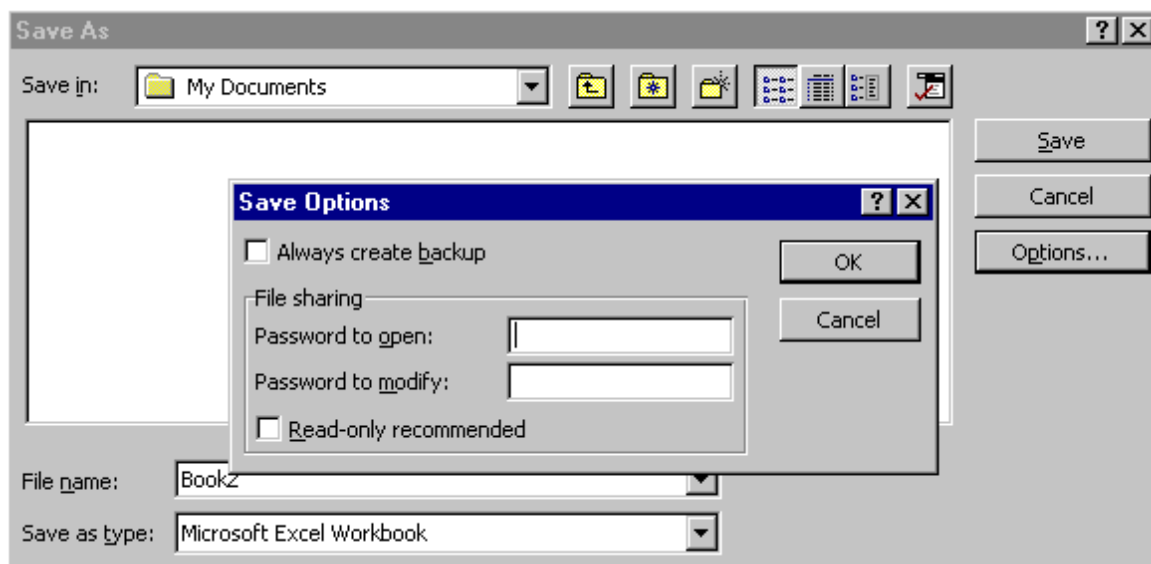 Save As
Save in: My Documents
Save
Cancel
Options...
Save Options
Always create backup
OK
Cancel
File sharing
Password to open:
Password to modify:
Read-only recommended
File name: Book2
Save as type: Microsoft Excel Workbook